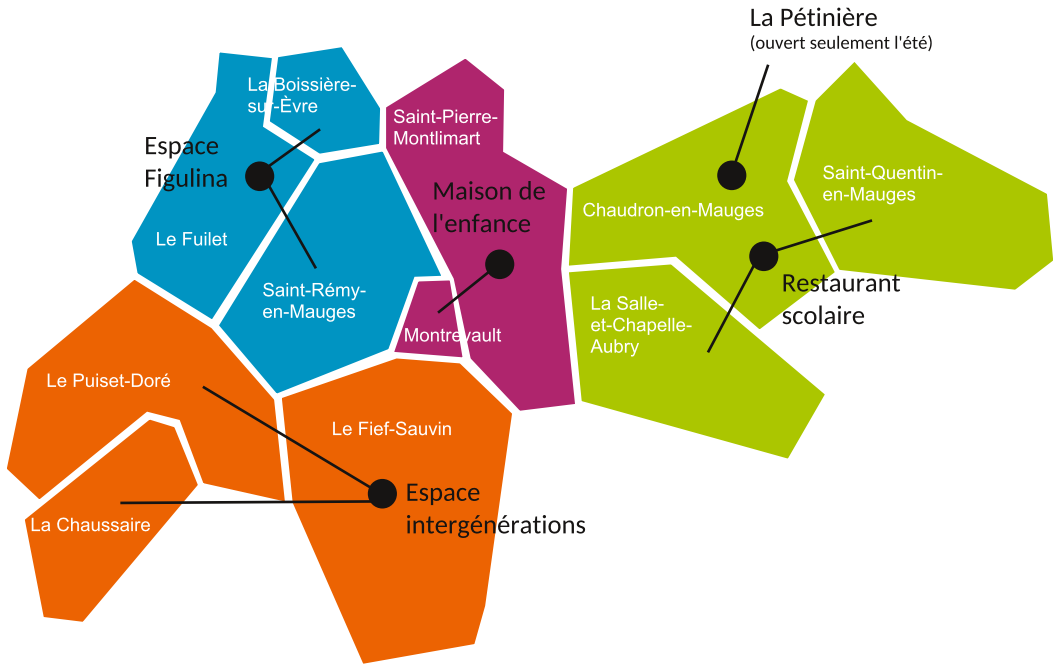 La Pétinière
(ouvert seulement l'été)
La Boissière-
sur-Èvre
Saint-Pierre-
Montlimart
Espace
Figulina
Maison de
l'enfance
Saint-Quentin-
en-Mauges
Chaudron-en-Mauges
Le Fuilet
Saint-Rémy-
en-Mauges
Restaurant
scolaire
La Salle-
et-Chapelle-
Aubry
Montrevault
Le Puiset-Doré
Le Fief-Sauvin
Espace
intergénérations
La Chaussaire